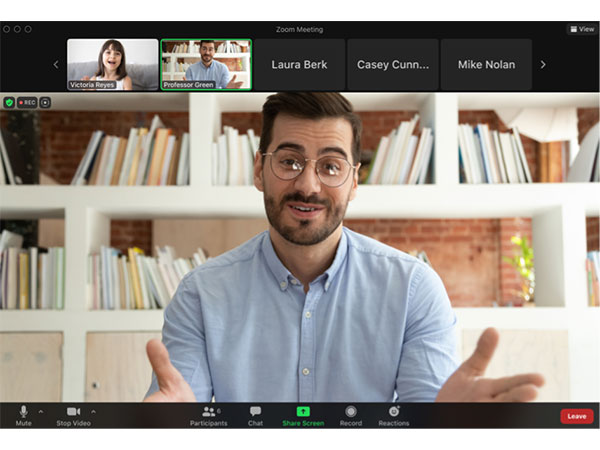 Zoom Meeting
View
Victoria Reyes
Professor Green
Laura Berk
Casey Cunn...
Mike Nolan
REC
Mute
Stop Video
Participants
6
Chat
Share Screen
Record
Reactions
Leave